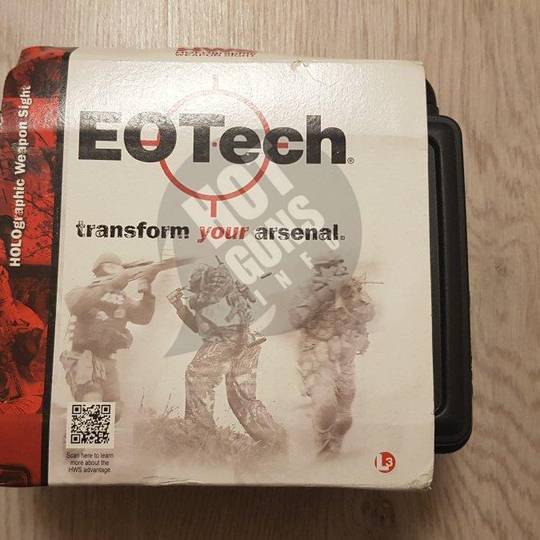 HOLOgraphic Weapon Sight
EOTech®
transform your arsenal.
HOT
GUNS
INFO
Scan here to learn
more about the
HWS advantage
L3